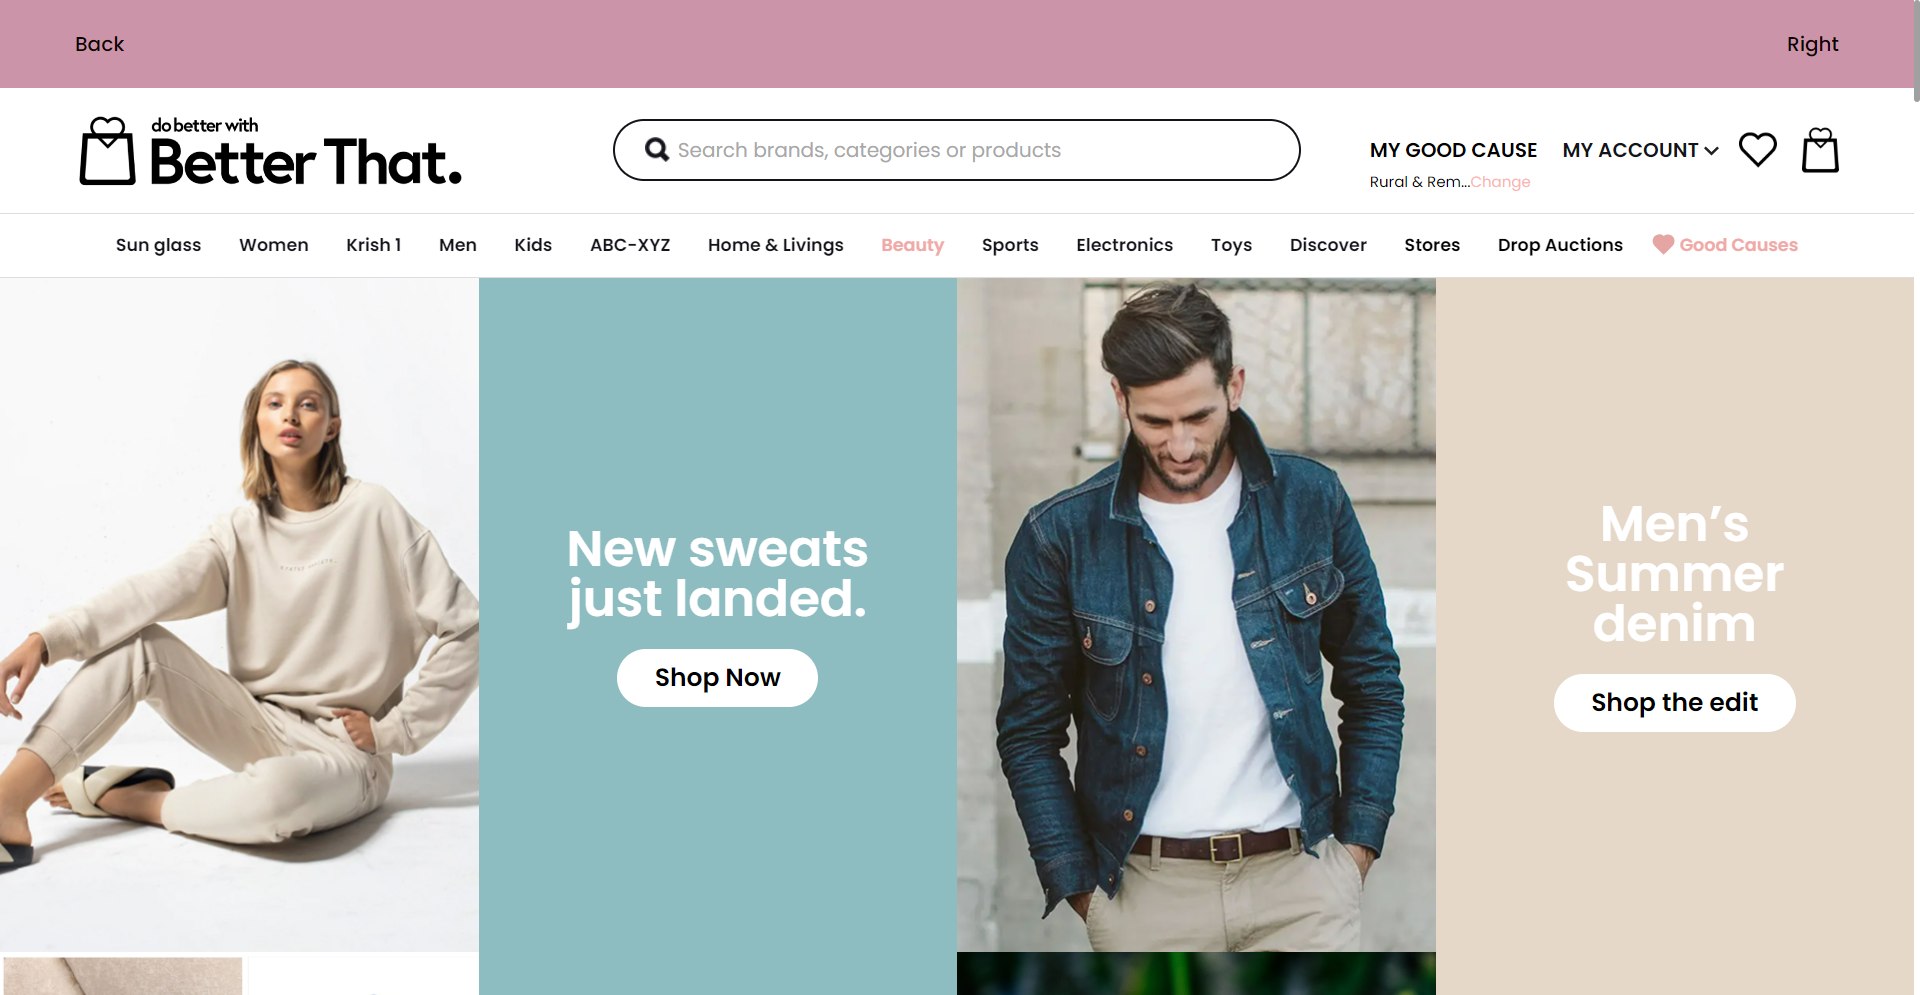 Back
Right
do better with
Better That.
Search brands, categories or products
MY GOOD CAUSE
MY ACCOUNT
Rural & Rem...Change
Sun glass
Women
Krish 1
Men
Kids
ABC-XYZ
Home & Livings
Beauty
Sports
Electronics
Toys
Discover
Stores
Drop Auctions
Good Causes
New sweats
just landed.
Shop Now
Men’s
Summer
denim
Shop the edit